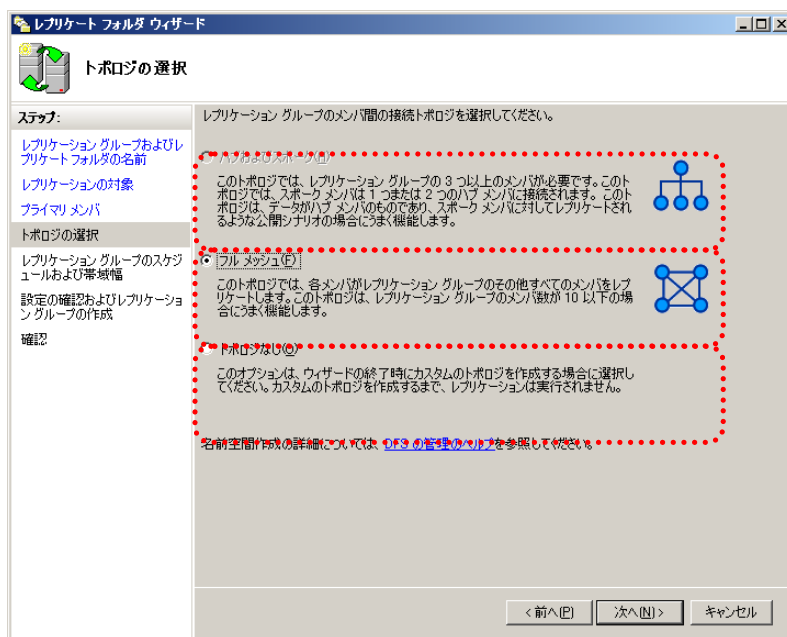 レプリケート フォルダ ウィザード
トポロジの選択
ステップ:
レプリケーション グループおよびレ
プリケート フォルダの名前
レプリケーションの対象
プライマリ メンバ
トポロジの選択
レプリケーション グループのスケジ
ュールおよび帯域幅
設定の確認およびレプリケーショ
ン グループの作成
確認
レプリケーション グループのメンバ間の接続トポロジを選択してください。
ハブおよびスポーク(H)
このトポロジでは、レプリケーション グループの 3 つ以上のメンバが必要です。このト
ポロジでは、スポーク メンバは 1 つまたは 2 つのハブ メンバに接続されます。このト
ポロジは、データがハブ メンバのものであり、スポーク メンバに対してレプリケートされ
るような公開シナリオの場合にうまく機能します。
フル メッシュ(F)
このトポロジでは、各メンバがレプリケーション グループのその他すべてのメンバをレプ
リケートします。このトポロジは、レプリケーション グループのメンバ数が 10 以下の場
合にうまく機能します。
トポロジなし(O)
このオプションは、ウィザードの終了時にカスタムのトポロジを作成する場合に選択し
てください。カスタムのトポロジを作成するまで、レプリケーションは実行されません。
名前空間作成の詳細については、DFS の管理のヘルプを参照してください。
< 前へ(P)
次へ(N) >
キャンセル